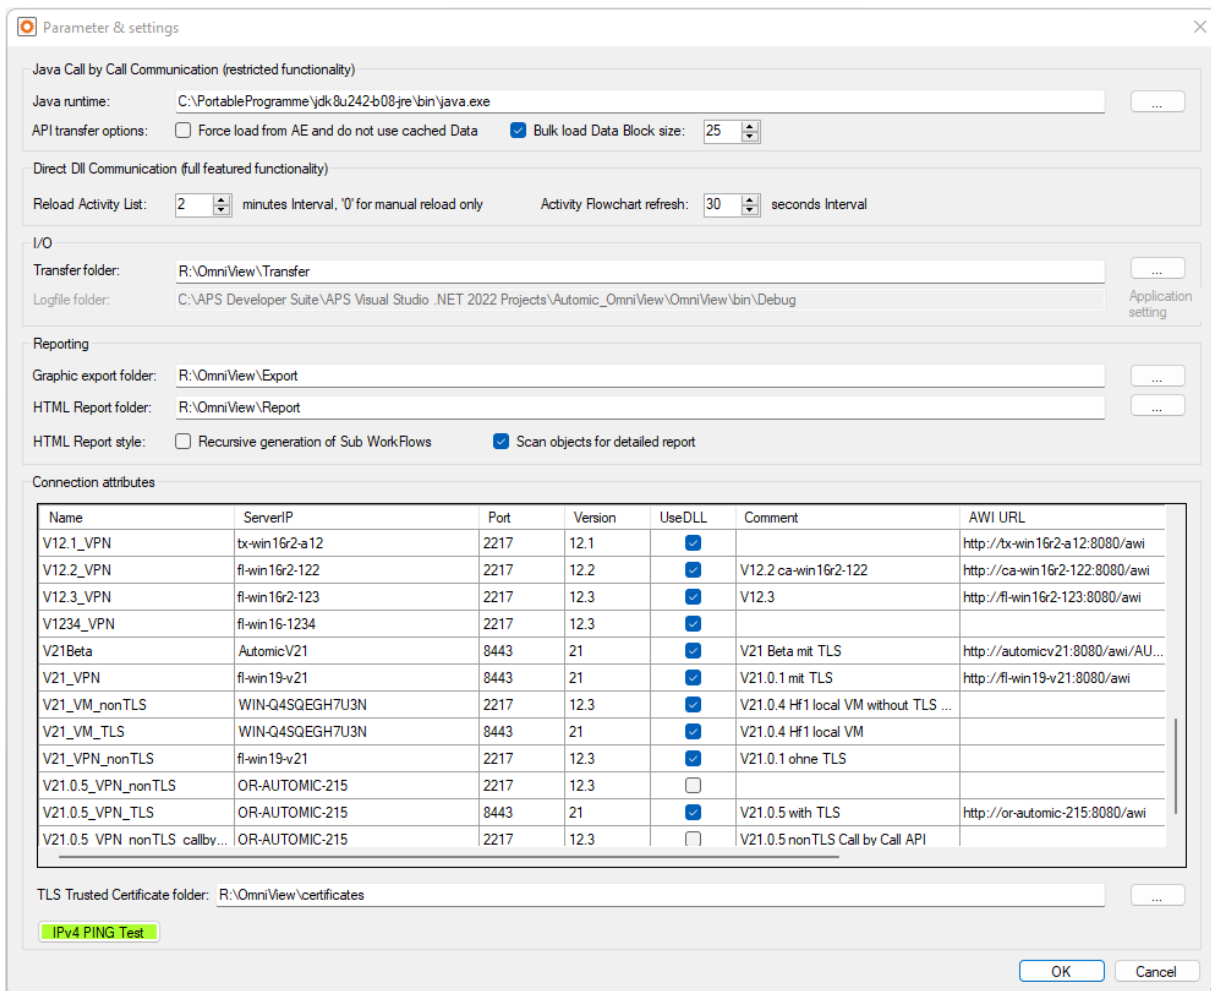 Parameter & settings
Java Call by Call Communication (restricted functionality)
Java runtime: C:\PortableProgramme\jdk8u242-b08-jre\bin\java.exe ...
API transfer options: Force load from AE and do not use cached Data Bulk load Data Block size: 25
Direct Dll Communication (full featured functionality)
Reload Activity List: 2 minutes Interval, '0' for manual reload only Activity Flowchart refresh: 30 seconds Interval
I/O
Transfer folder: R:\OmniView\Transfer ...
Logfile folder: C:\APS Developer Suite\APS Visual Studio .NET 2022 Projects\Automic_OmniView\OmniView\bin\Debug Application
setting
Reporting
Graphic export folder: R:\OmniView\Export ...
HTML Report folder: R:\OmniView\Report ...
HTML Report style: Recursive generation of Sub WorkFlows Scan objects for detailed report
Connection attributes
Name ServerIP Port Version UseDLL Comment AWI URL
V12.1_VPN tx-win16r2-a12 2217 12.1 http://tx-win16r2-a12:8080/awi
V12.2_VPN fl-win16r2-122 2217 12.2 V12.2 ca-win16r2-122 http://ca-win16r2-122:8080/awi
V12.3_VPN fl-win16r2-123 2217 12.3 V12.3 http://fl-win16r2-123:8080/awi
V1234_VPN fl-win16-1234 2217 12.3
V21Beta AutomicV21 8443 21 V21 Beta mit TLS http://automicv21:8080/awi/AU...
V21_VPN fl-win19-v21 8443 21 V21.0.1 mit TLS http://fl-win19-v21:8080/awi
V21_VM_nonTLS WIN-Q4SQEGH7U3N 2217 12.3 V21.0.4 Hf1 local VM without TLS ...
V21_VM_TLS WIN-Q4SQEGH7U3N 8443 21 V21.0.4 Hf1 local VM
V21_VPN_nonTLS fl-win19-v21 2217 12.3 V21.0.1 ohne TLS
V21.0.5_VPN_nonTLS OR-AUTOMIC-215 2217 12.3
V21.0.5_VPN_TLS OR-AUTOMIC-215 8443 21 V21.0.5 with TLS http://or-automic-215:8080/awi
V21.0.5_VPN_nonTLS_callby... OR-AUTOMIC-215 2217 12.3 V21.0.5 nonTLS Call by Call API
TLS Trusted Certificate folder: R:\OmniView\certificates ...
IPv4 PING Test
OK Cancel